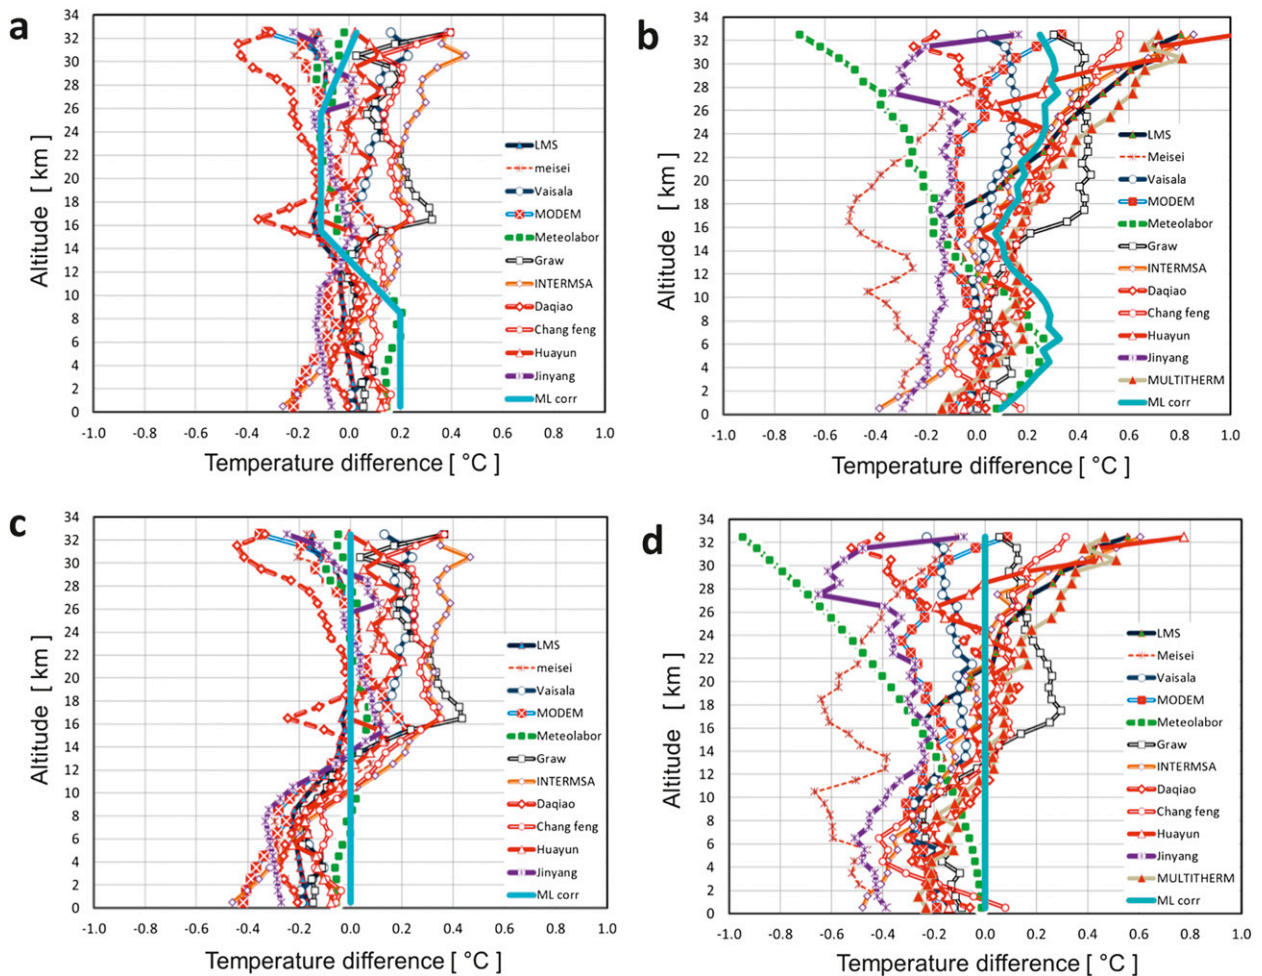 a
34
32
30
28
26
24
22
20
18
16
14
12
10
8
6
4
2
0
Altitude [ km ]
LMS
meisei
Vaisala
MODEM
Meteolabor
Graw
INTERMSA
Daqiao
Chang feng
Huayun
Jinyang
ML corr
-1.0 -0.8 -0.6 -0.4 -0.2 0.0 0.2 0.4 0.6 0.8 1.0
Temperature difference [ °C ]
b
34
32
30
28
26
24
22
20
18
16
14
12
10
8
6
4
2
0
Altitude [ km ]
LMS
Meisei
Vaisala
MODEM
Meteolabor
Graw
INTERMSA
Daqiao
Chang feng
Huayun
Jinyang
MULTITHERM
ML corr
-1.0 -0.8 -0.6 -0.4 -0.2 0.0 0.2 0.4 0.6 0.8 1.0
Temperature difference [ °C ]
c
34
32
30
28
26
24
22
20
18
16
14
12
10
8
6
4
2
0
Altitude [ km ]
LMS
meisei
Vaisala
MODEM
Meteolabor
Graw
INTERMSA
Daqiao
Chang feng
Huayun
Jinyang
ML corr
-1.0 -0.8 -0.6 -0.4 -0.2 0.0 0.2 0.4 0.6 0.8 1.0
Temperature difference [ °C ]
d
34
32
30
28
26
24
22
20
18
16
14
12
10
8
6
4
2
0
Altitude [ km ]
LMS
Meisei
Vaisala
MODEM
Meteolabor
Graw
INTERMSA
Daqiao
Chang feng
Huayun
Jinyang
MULTITHERM
ML corr
-1.0 -0.8 -0.6 -0.4 -0.2 0.0 0.2 0.4 0.6 0.8 1.0
Temperature difference [ °C ]